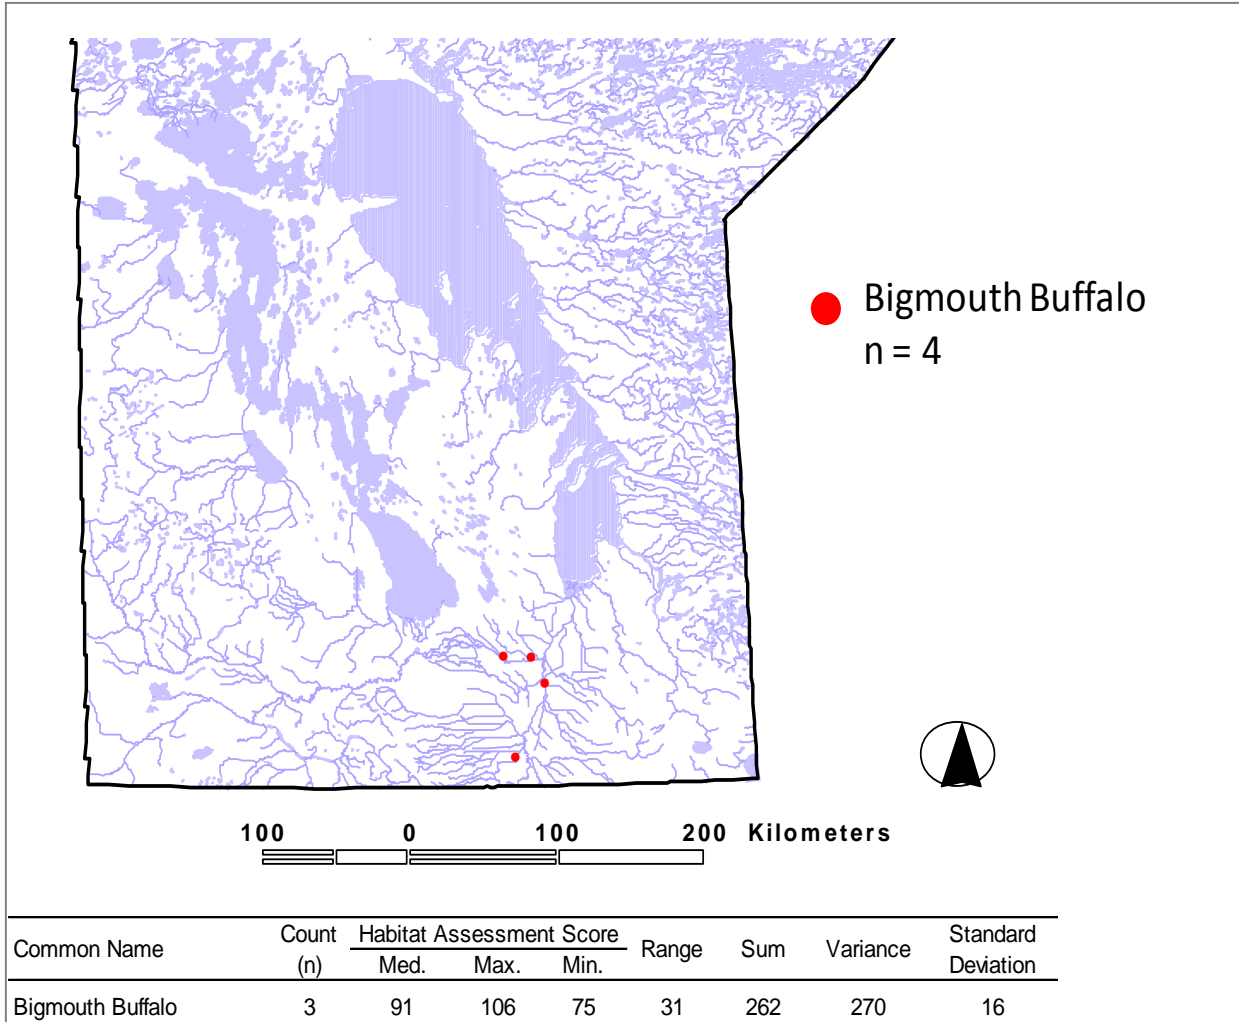 Bigmouth Buffalo
n = 4
100 0 100 200 Kilometers
Common Name Count (n) Habitat Assessment Score Med. Max. Min. Range Sum Variance Standard Deviation
Bigmouth Buffalo 3 91 106 75 31 262 270 16